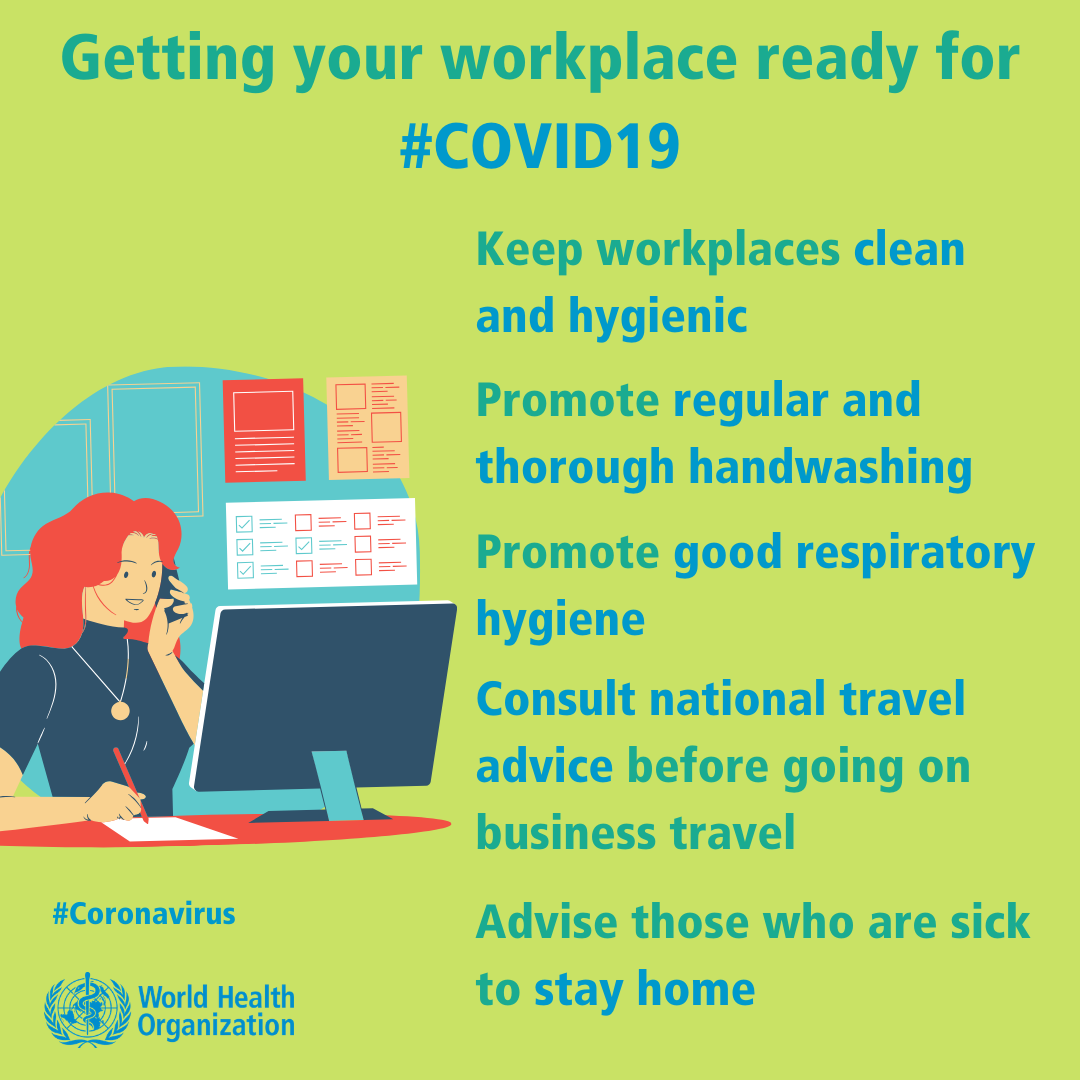 Getting your workplace ready for
#COVID19
Keep workplaces clean
and hygienic
Promote regular and
thorough handwashing
Promote good respiratory
hygiene
Consult national travel
advice before going on
business travel
Advise those who are sick
to stay home
#Coronavirus
World Health
Organization